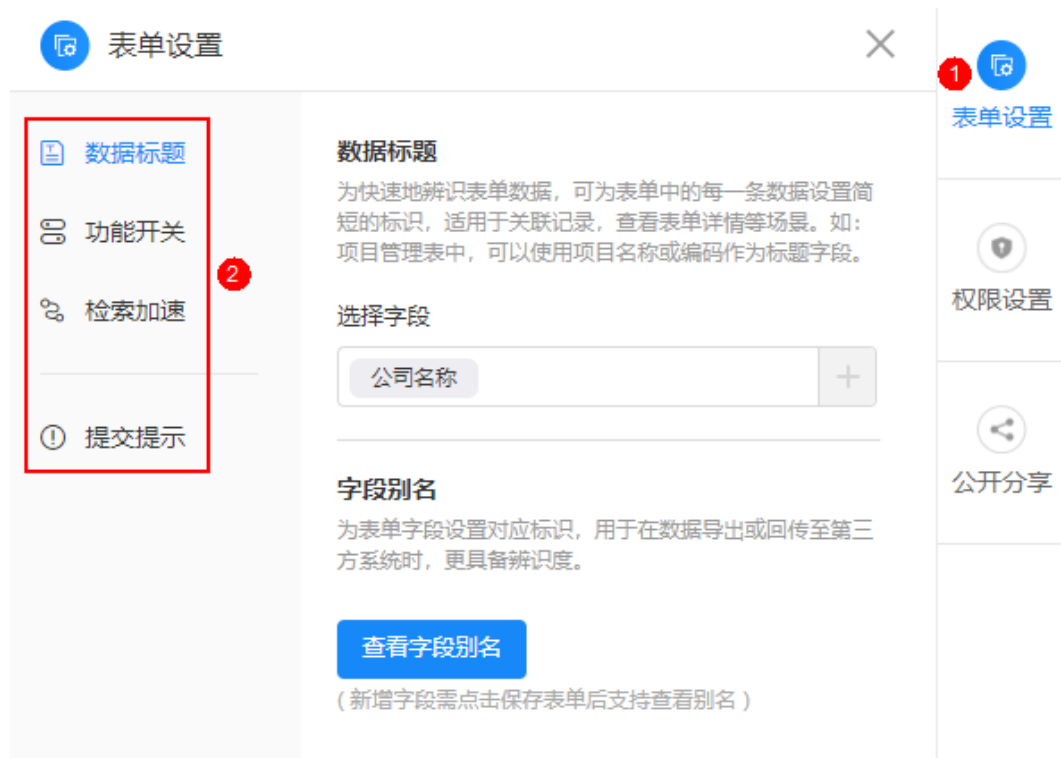 表单设置
1
表单设置
权限设置
公开分享
数据标题
功能开关
2
检索加速
提交提示
数据标题
为快速地辨识表单数据，可为表单中的每一条数据设置简
短的标识，适用于关联记录，查看表单详情等场景。如：
项目管理表中，可以使用项目名称或编码作为标题字段。
选择字段
公司名称
字段别名
为表单字段设置对应标识，用于在数据导出或回传至第三
方系统时，更具备辨识度。
查看字段别名
（新增字段需点击保存表单后支持查看别名）